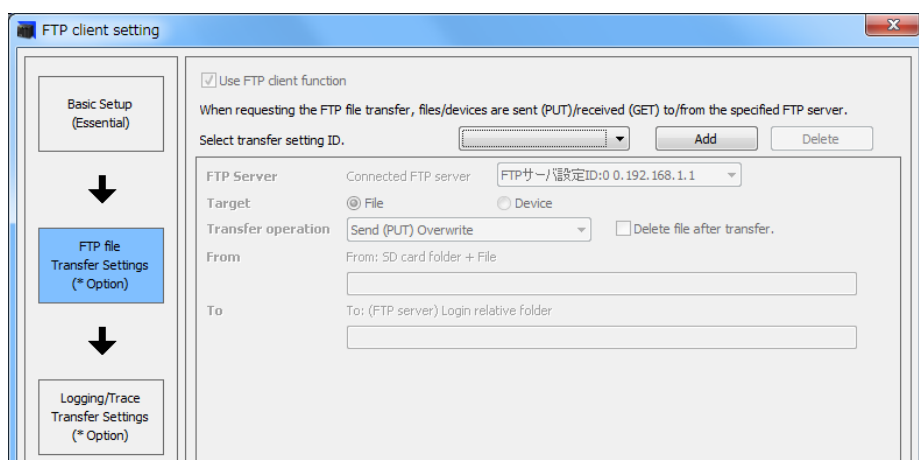 FTP client setting
Basic Setup
(Essential)
FTP file
Transfer Settings
(* Option)
Logging/Trace
Transfer Settings
(* Option)
Use FTP client function
When requesting the FTP file transfer, files/devices are sent (PUT)/received (GET) to/from the specified FTP server.
Select transfer setting ID.
Add
Delete
FTP Server
Connected FTP server
FTPサーバ設定ID:0 0.192.168.1.1
Target
File
Device
Transfer operation
Send (PUT) Overwrite
Delete file after transfer.
From
From: SD card folder + File
To
To: (FTP server) Login relative folder